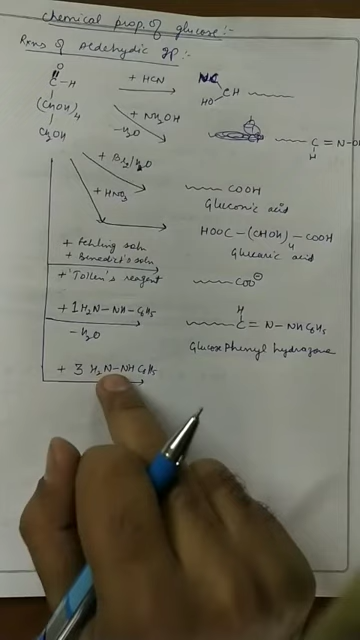 chemical prop. of glucose :-
Rxns of aldehydic gp :-
O
C-H
(CHOH)4
CH2OH
+ HCN
NC
CH
HO
+ NH2OH
-H2O
C=N-OH
H
+ Br2/H2O
COOH
Gluconic acid
+ HNO3
HOOC-(CHOH)4-COOH
Glucaric acid
+ Fehling soln
+ Benedict's soln
+ Tollen's reagent
COO⊖
+ 1 H2N-NH-C6H5
-H2O
H
C=N-NHC6H5
Glucose Phenyl hydrazone
+ 3 H2N-NHC6H5